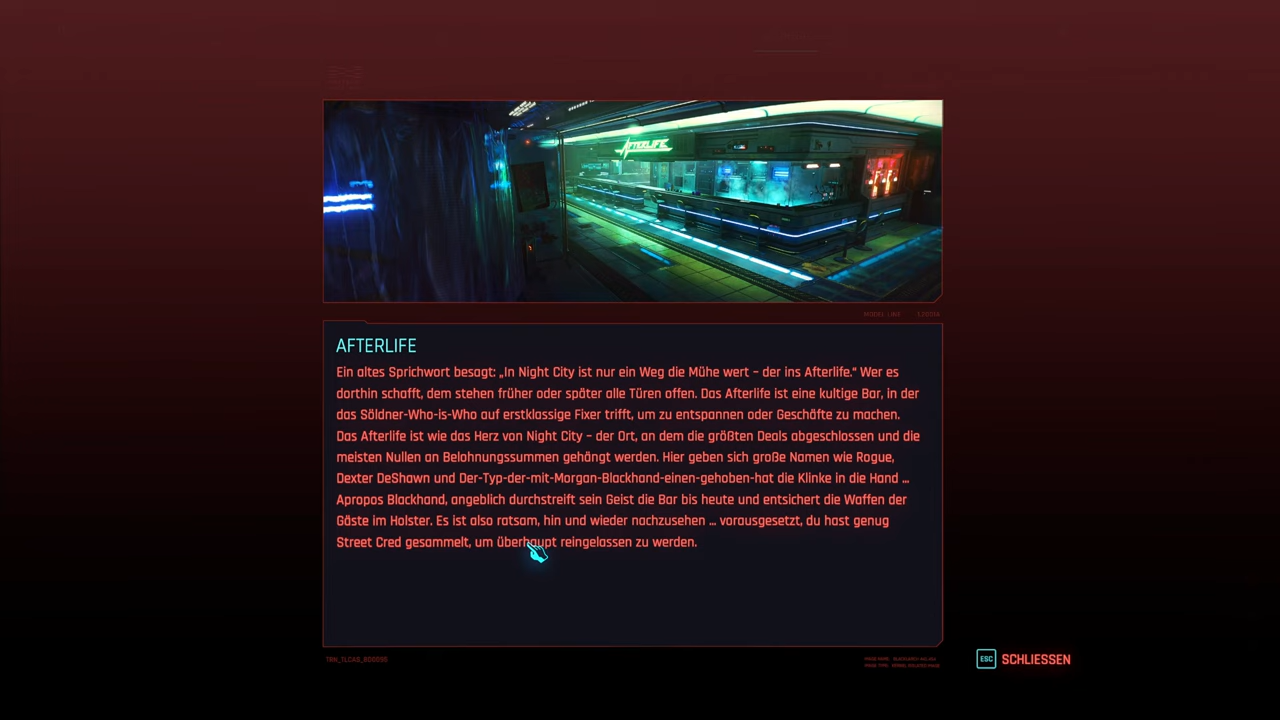 AFTERLIFE
AFTERLIFE
Ein altes Sprichwort besagt: „In Night City ist nur ein Weg die Mühe wert – der ins Afterlife.“ Wer es
dorthin schafft, dem stehen früher oder später alle Türen offen. Das Afterlife ist eine kultige Bar, in der
das Söldner-Who-is-Who auf erstklassige Fixer trifft, um zu entspannen oder Geschäfte zu machen.
Das Afterlife ist wie das Herz von Night City – der Ort, an dem die größten Deals abgeschlossen und die
meisten Nullen an Belohnungssummen gehängt werden. Hier geben sich große Namen wie Rogue,
Dexter DeShawn und Der-Typ-der-mit-Morgan-Blackhand-einen-gehoben-hat die Klinke in die Hand ...
Apropos Blackhand, angeblich durchstreift sein Geist die Bar bis heute und entsichert die Waffen der
Gäste im Holster. Es ist also ratsam, hin und wieder nachzusehen ... vorausgesetzt, du hast genug
Street Cred gesammelt, um überhaupt reingelassen zu werden.
ESC SCHLIESSEN